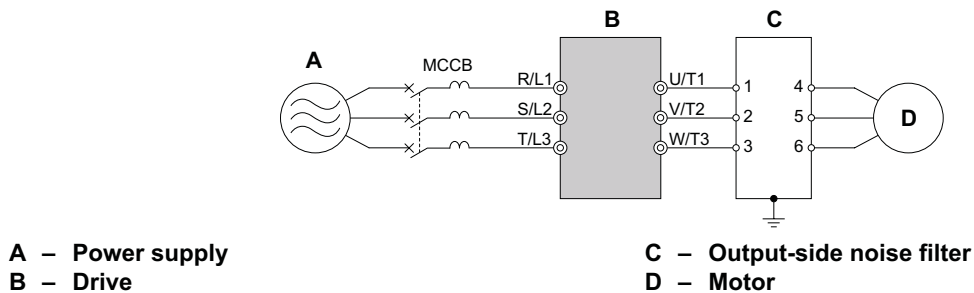 B
C
A
MCCB
R/L1
U/T1
1
4
S/L2
V/T2
2
5
D
T/L3
W/T3
3
6
A – Power supply
B – Drive
C – Output-side noise filter
D – Motor